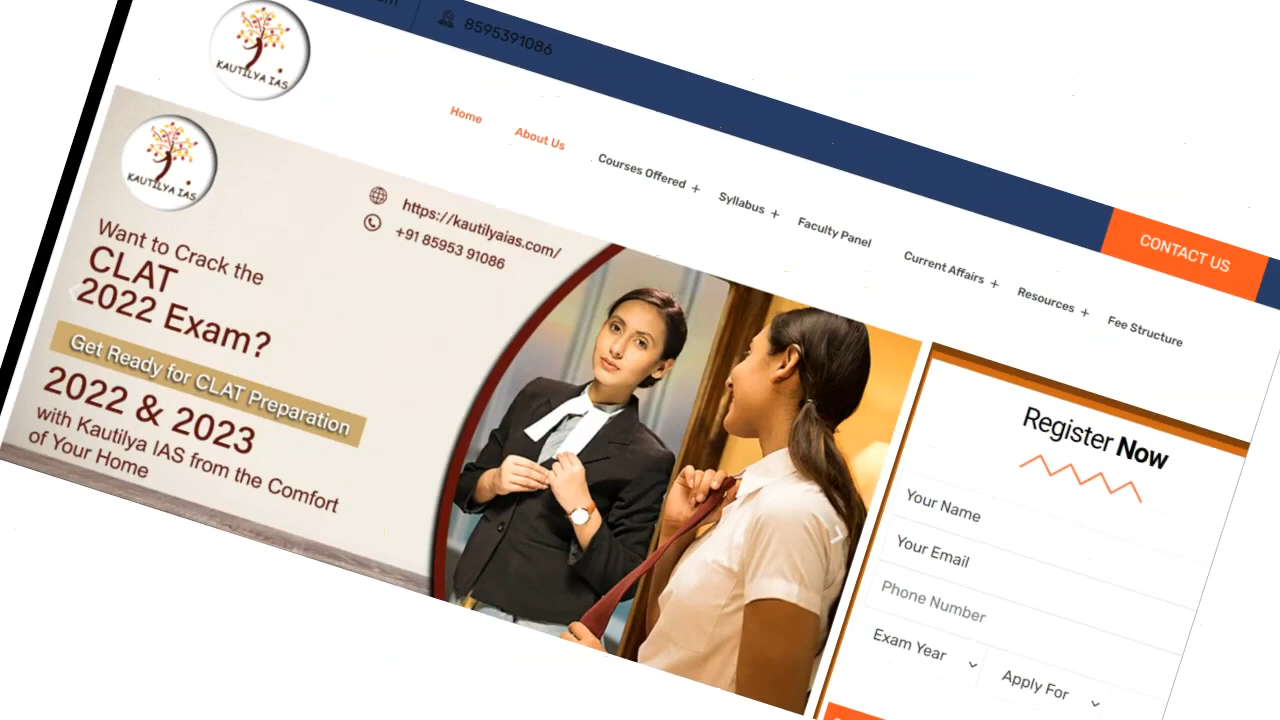 8595391086
KAUTILYA IAS
Home
About Us
Courses Offered +
Syllabus +
Faculty Panel
Current Affairs +
Resources +
Fee Structure
CONTACT US
KAUTILYA IAS
https://kautilyaias.com/
+91 85953 91086
Want to Crack the
CLAT
2022 Exam?
Get Ready for CLAT Preparation
2022 & 2023
with Kautilya IAS from the Comfort
of Your Home
Register Now
Your Name
Your Email
Phone Number
Exam Year
Apply For